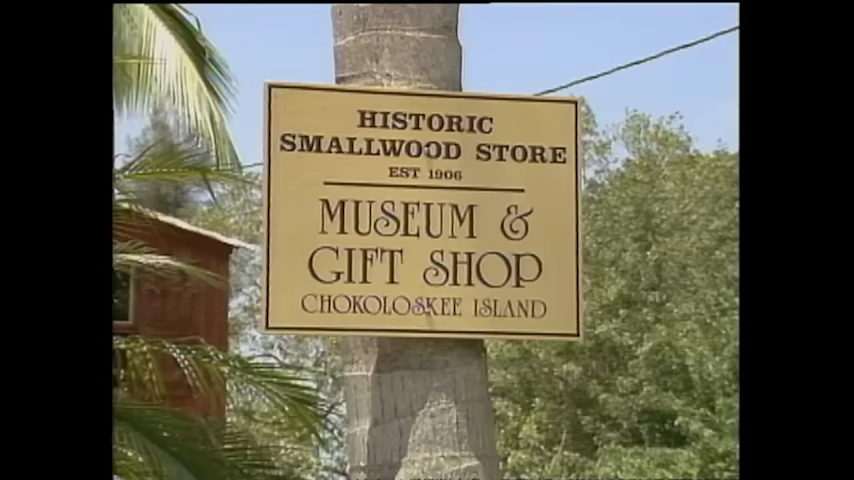 HISTORIC
SMALLWOOD STORE
EST 1906
MUSEUM &
GIFT SHOP
CHOKOLOSKEE ISLAND